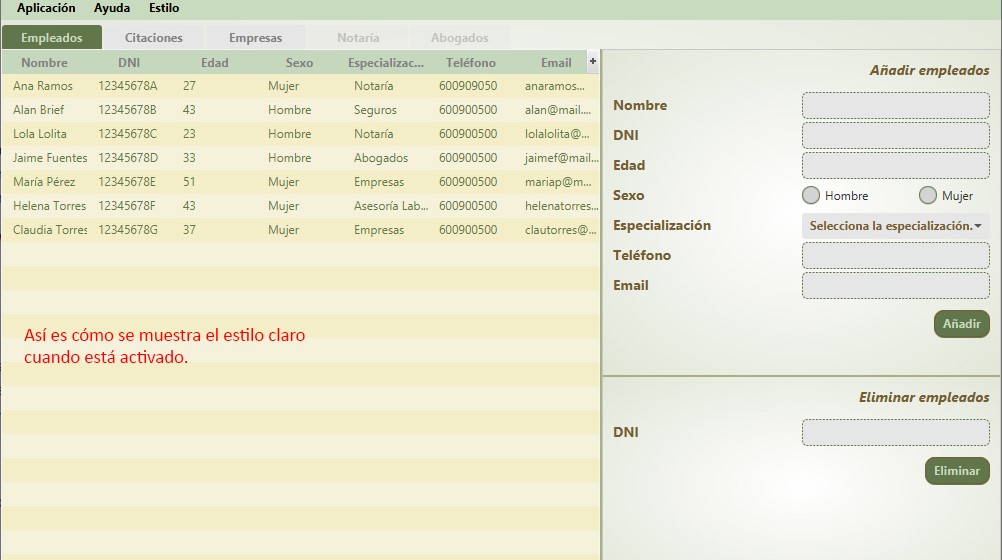 Aplicación Ayuda Estilo
Empleados Citaciones Empresas Notaría Abogados
Nombre DNI Edad Sexo Especializac... Teléfono Email +
Ana Ramos 12345678A 27 Mujer Notaría 600909050 anaramos...
Alan Brief 12345678B 43 Hombre Seguros 600900500 alan@mail....
Lola Lolita 12345678C 23 Hombre Notaría 600900500 lolalolita@...
Jaime Fuentes 12345678D 33 Hombre Abogados 600900500 jaimef@mail...
María Pérez 12345678E 51 Mujer Empresas 600900500 mariap@m...
Helena Torres 12345678F 43 Mujer Asesoría Lab... 600900500 helenatorres...
Claudia Torres 12345678G 37 Mujer Empresas 600900500 clautorres@...
Así es cómo se muestra el estilo claro
cuando está activado.
Añadir empleados
Nombre
DNI
Edad
Sexo Hombre Mujer
Especialización Selecciona la especialización.
Teléfono
Email
Añadir
Eliminar empleados
DNI
Eliminar